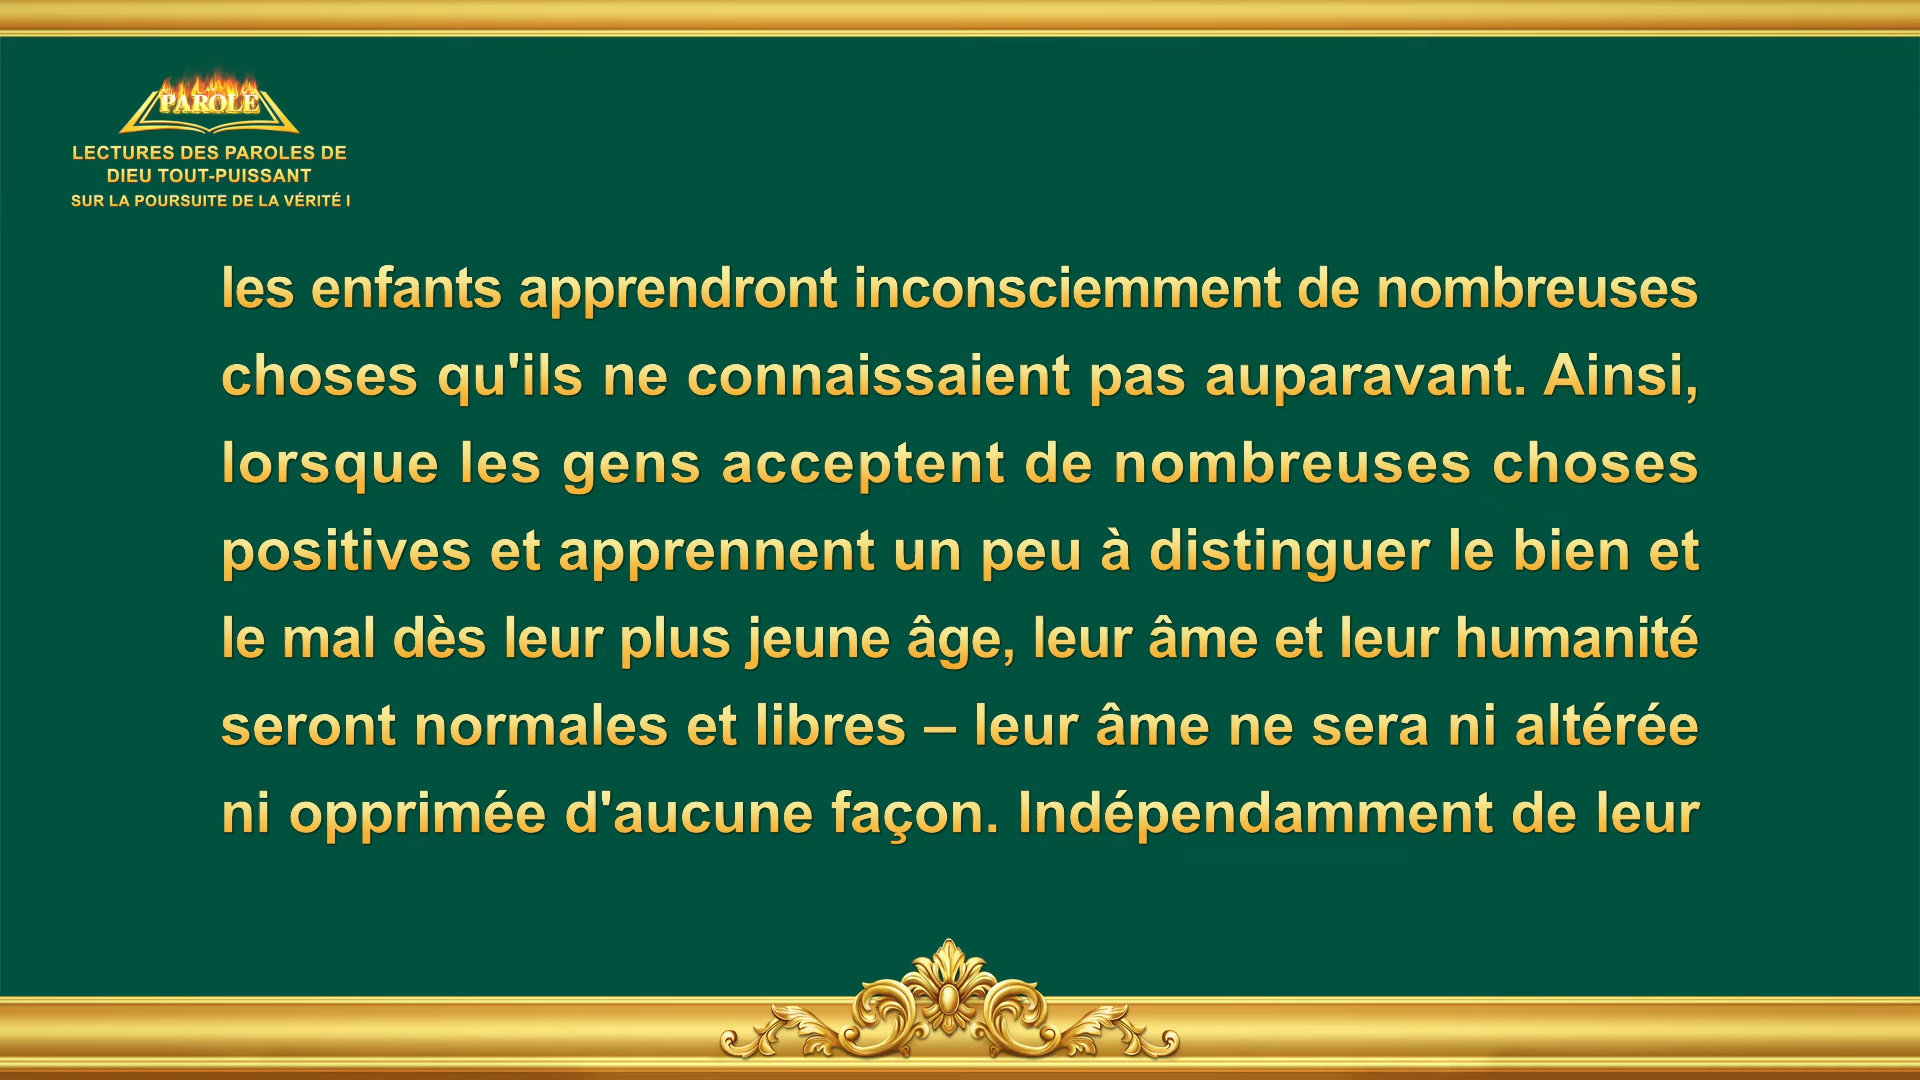 PAROLE
LECTURES DES PAROLES DE
DIEU TOUT-PUISSANT
SUR LA POURSUITE DE LA VÉRITÉ I
les enfants apprendront inconsciemment de nombreuses
choses qu'ils ne connaissaient pas auparavant. Ainsi,
lorsque les gens acceptent de nombreuses choses
positives et apprennent un peu à distinguer le bien et
le mal dès leur plus jeune âge, leur âme et leur humanité
seront normales et libres – leur âme ne sera ni altérée
ni opprimée d'aucune façon. Indépendamment de leur